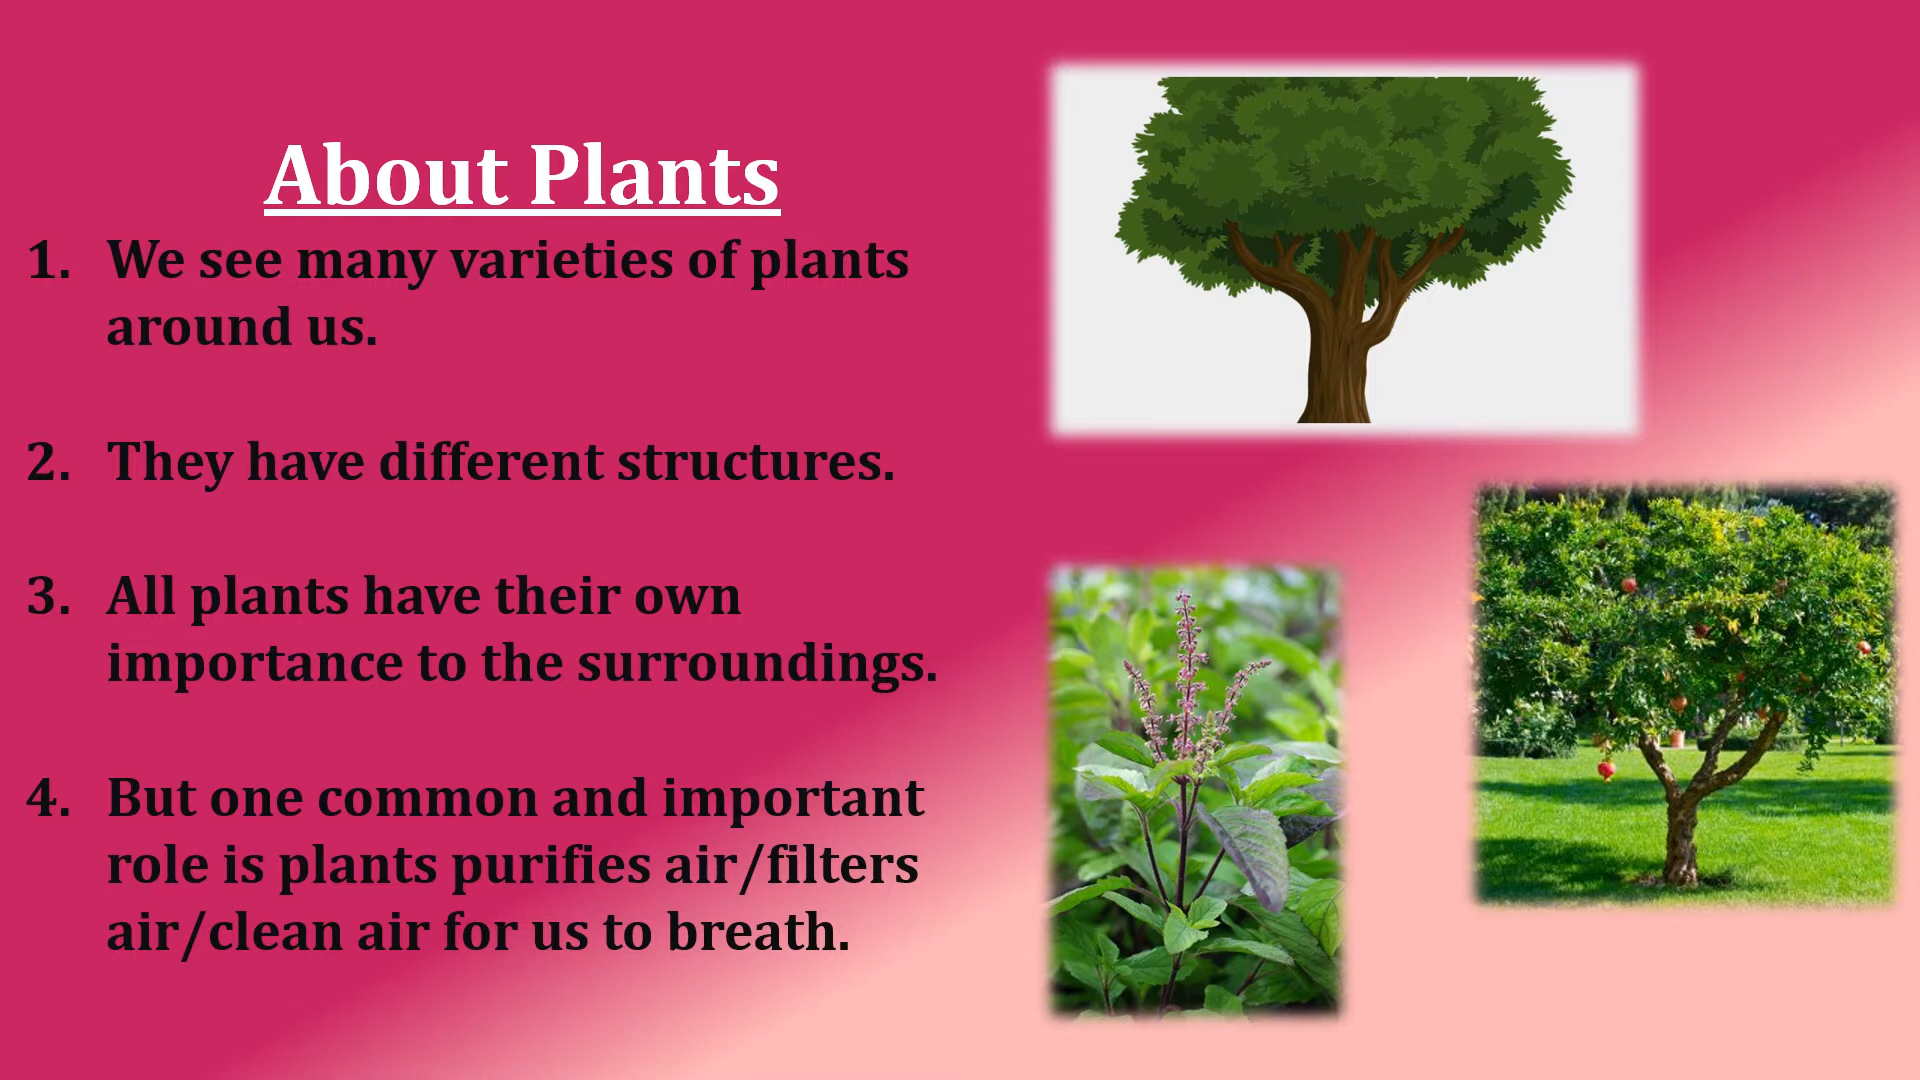 About Plants
1. We see many varieties of plants
around us.
2. They have different structures.
3. All plants have their own
importance to the surroundings.
4. But one common and important
role is plants purifies air/filters
air/clean air for us to breath.